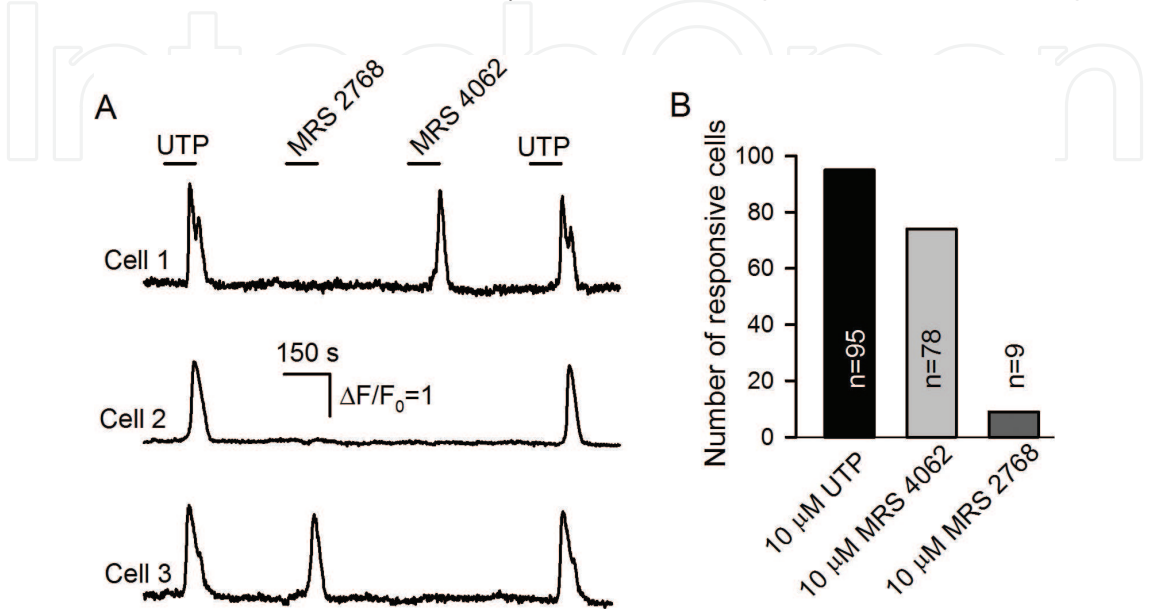 IntechOpen
A
UTP
MRS 2768
MRS 4062
UTP
Cell 1
150 s
ΔF/F₀=1
Cell 2
Cell 3
B
Number of responsive cells
100
80
60
40
20
0
n=95
n=78
n=9
10 μM UTP
10 μM MRS 4062
10 μM MRS 2768